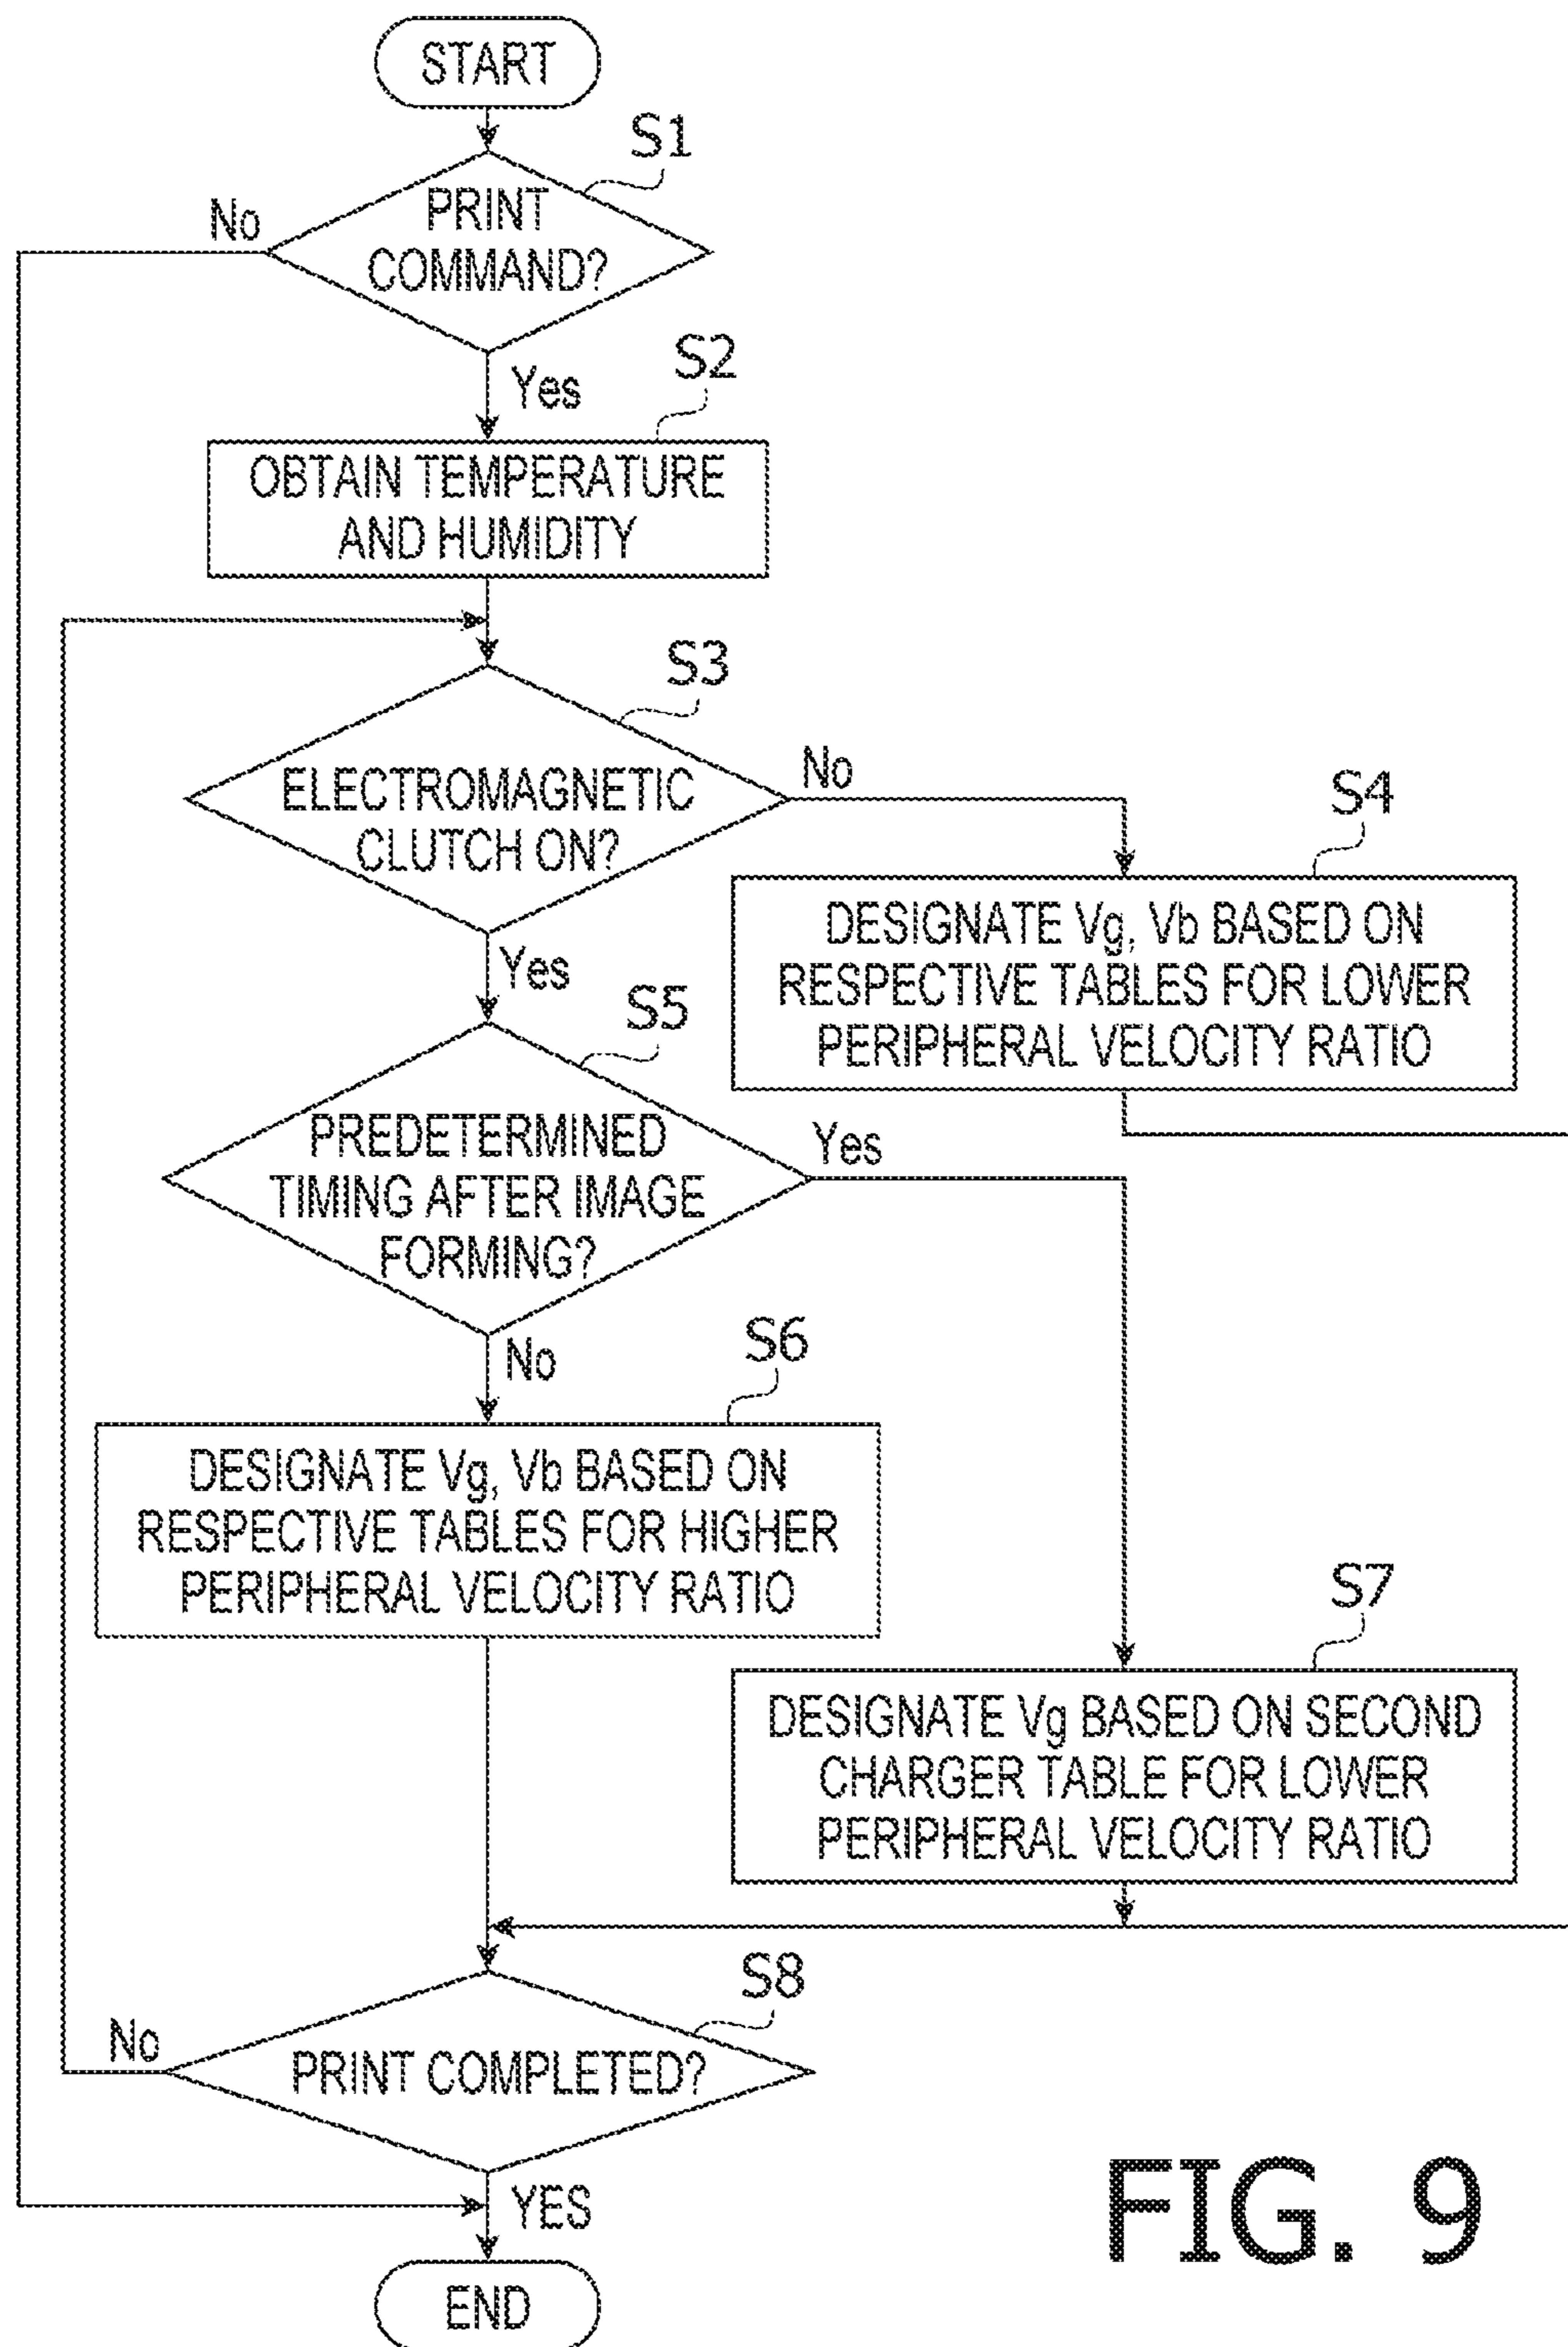 START
S1
PRINT
COMMAND?
No
Yes
S2
OBTAIN TEMPERATURE
AND HUMIDITY
S3
ELECTROMAGNETIC
CLUTCH ON?
No
S4
DESIGNATE Vg, Vb BASED ON
RESPECTIVE TABLES FOR LOWER
PERIPHERAL VELOCITY RATIO
Yes
S5
PREDETERMINED
TIMING AFTER IMAGE
FORMING?
Yes
No
S6
DESIGNATE Vg, Vb BASED ON
RESPECTIVE TABLES FOR HIGHER
PERIPHERAL VELOCITY RATIO
S7
DESIGNATE Vg BASED ON SECOND
CHARGER TABLE FOR LOWER
PERIPHERAL VELOCITY RATIO
S8
PRINT COMPLETED?
No
YES
END
FIG. 9